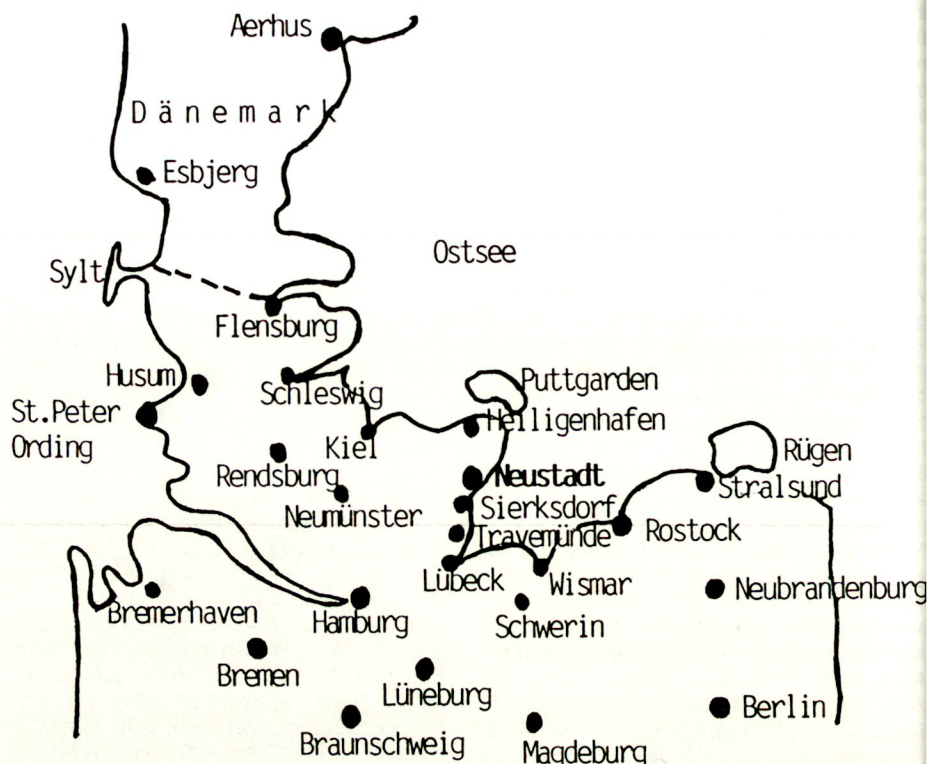 Aerhus
Dänemark
Esbjerg
Ostsee
Sylt
Flensburg
Husum
Schleswig
Puttgarden
St.Peter
Ording
Heiligenhafen
Kiel
Rügen
Rendsburg
Neustadt
Stralsund
Neumünster
Sierksdorf
Travemünde
Rostock
Lübeck
Wismar
Neubrandenburg
Bremerhaven
Hamburg
Schwerin
Bremen
Lüneburg
Berlin
Braunschweig
Magdeburg